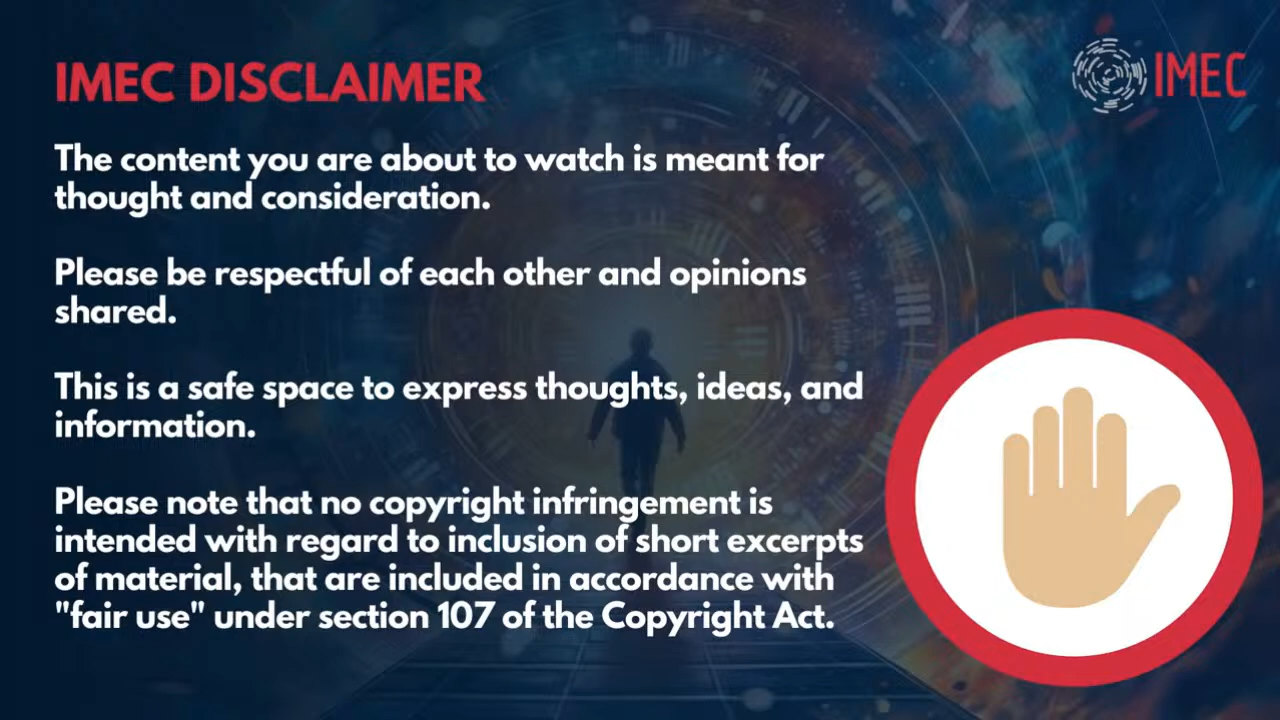 IMEC DISCLAIMER
IMEC
The content you are about to watch is meant for
thought and consideration.
Please be respectful of each other and opinions
shared.
This is a safe space to express thoughts, ideas, and
information.
Please note that no copyright infringement is
intended with regard to inclusion of short excerpts
of material, that are included in accordance with
"fair use" under section 107 of the Copyright Act.